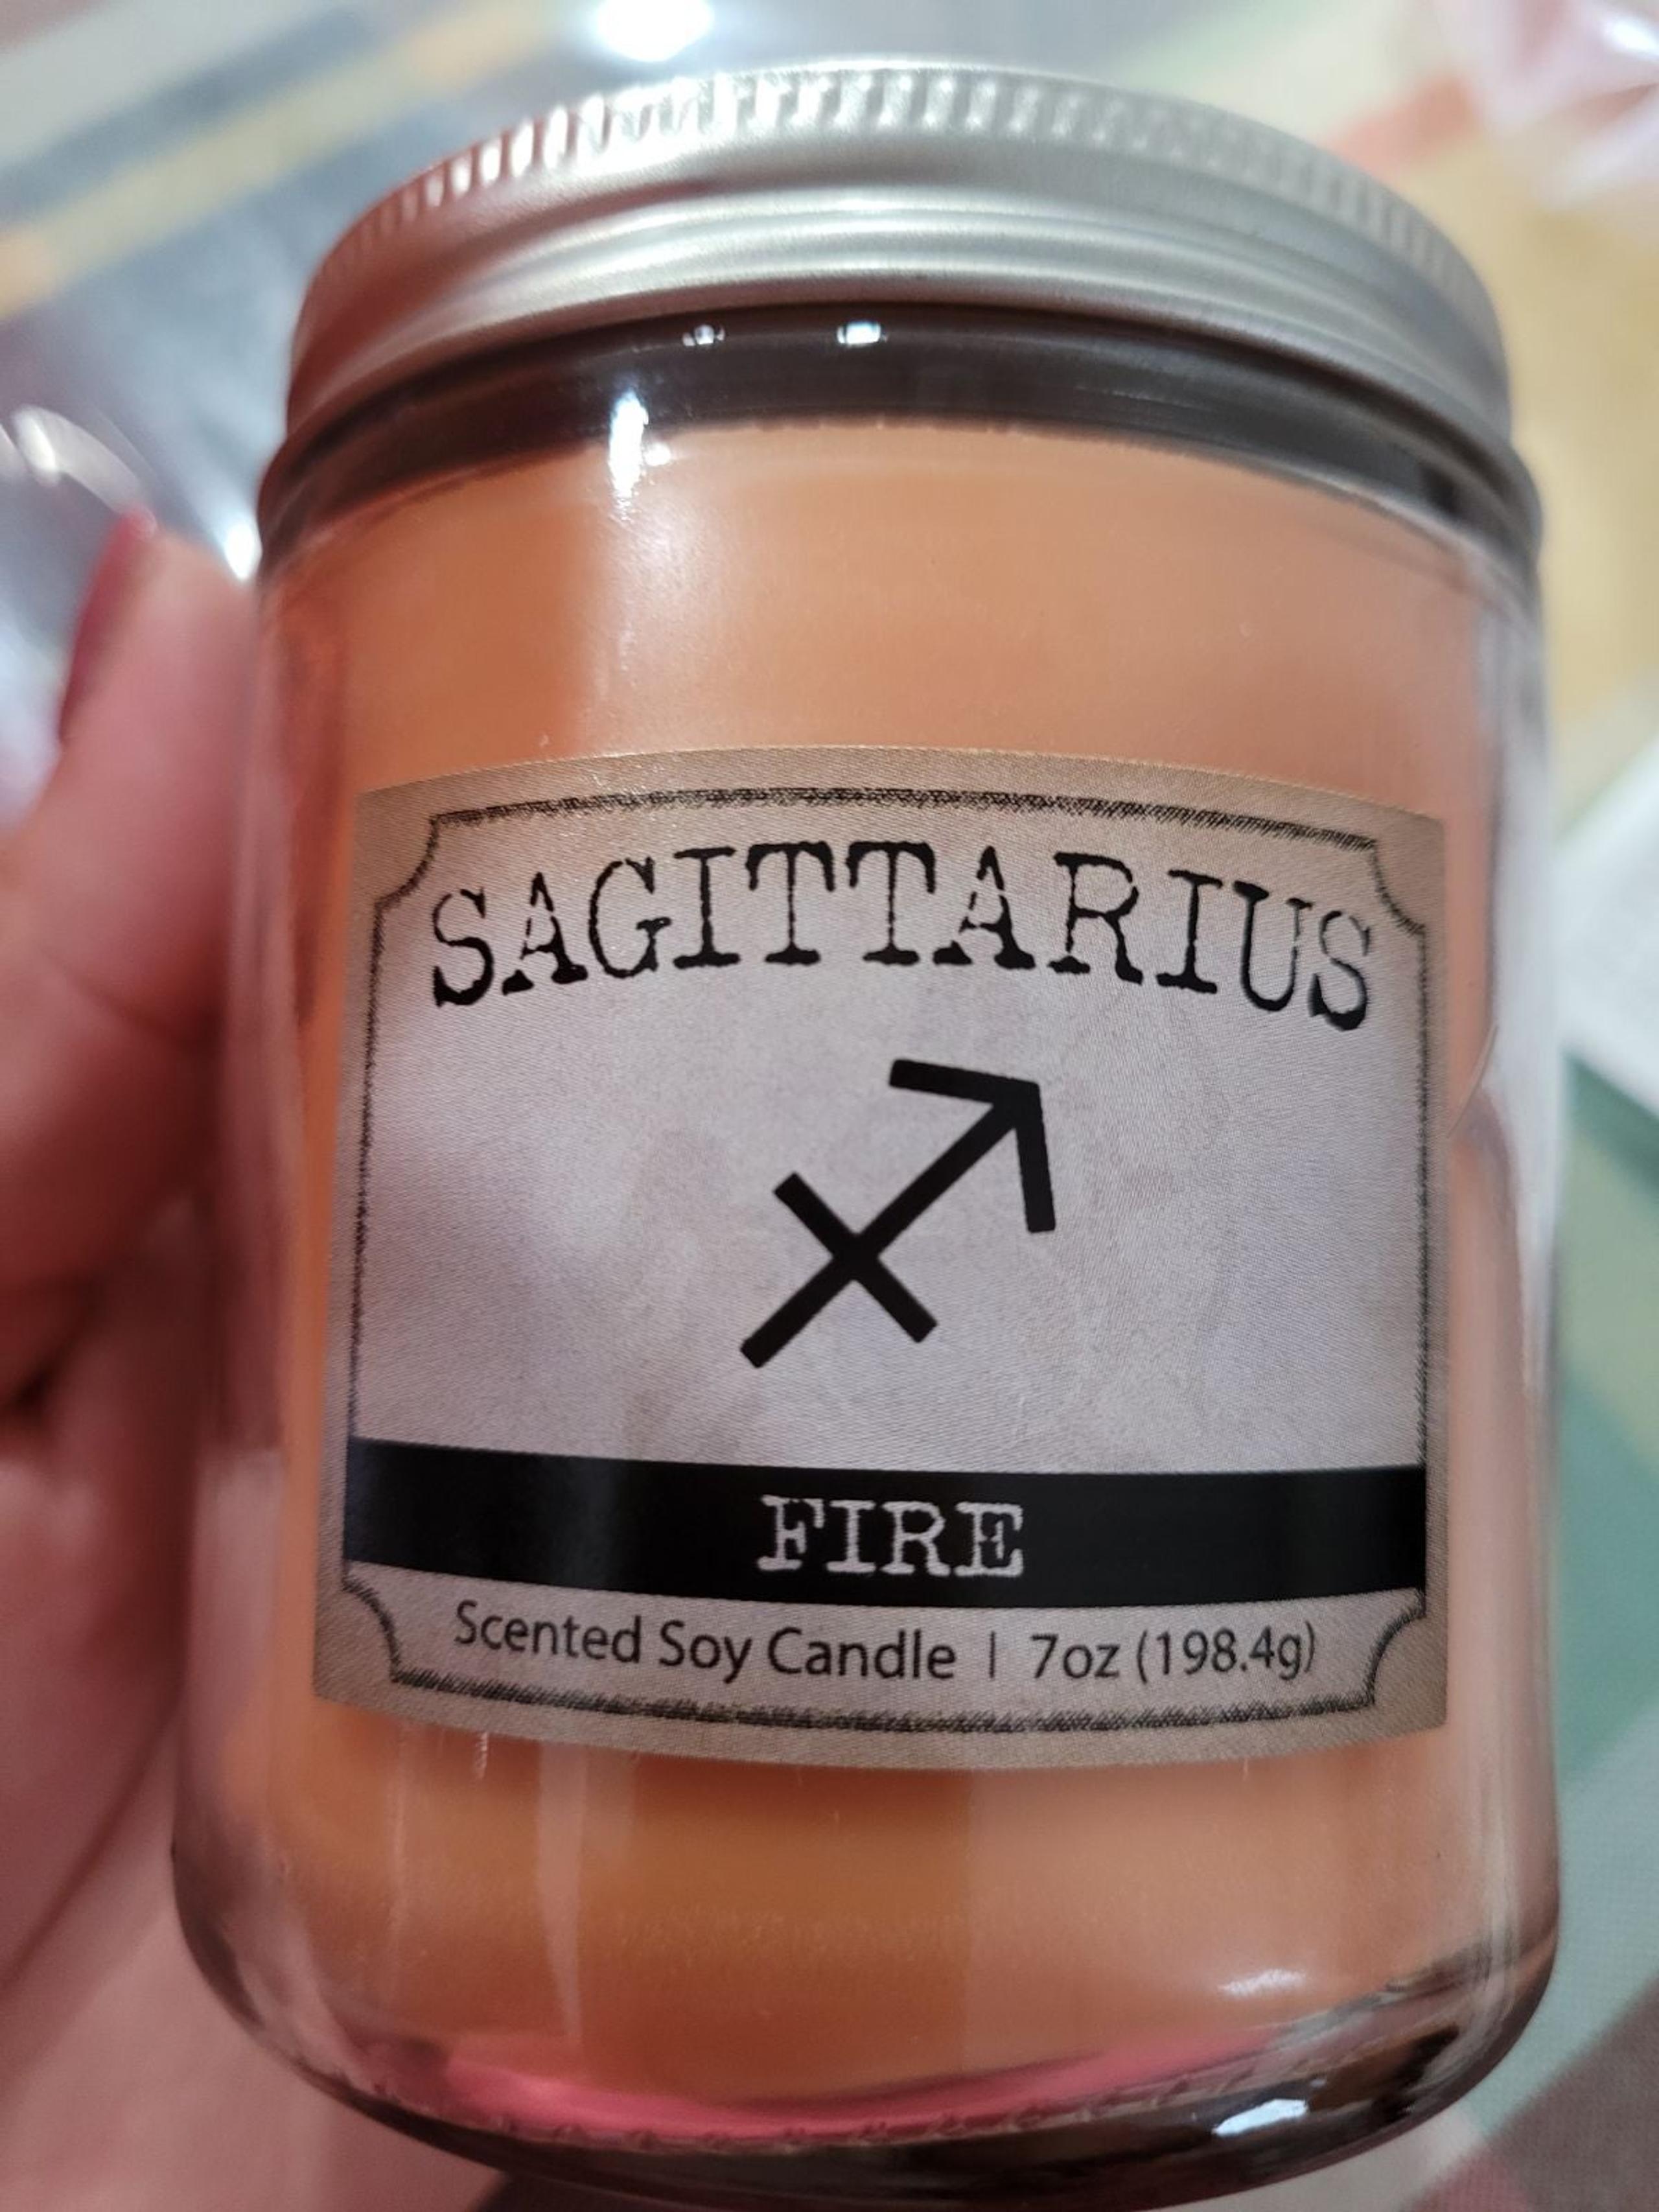 SAGITTARIUS
FIRE
Scented Soy Candle | 7oz (198.4g)